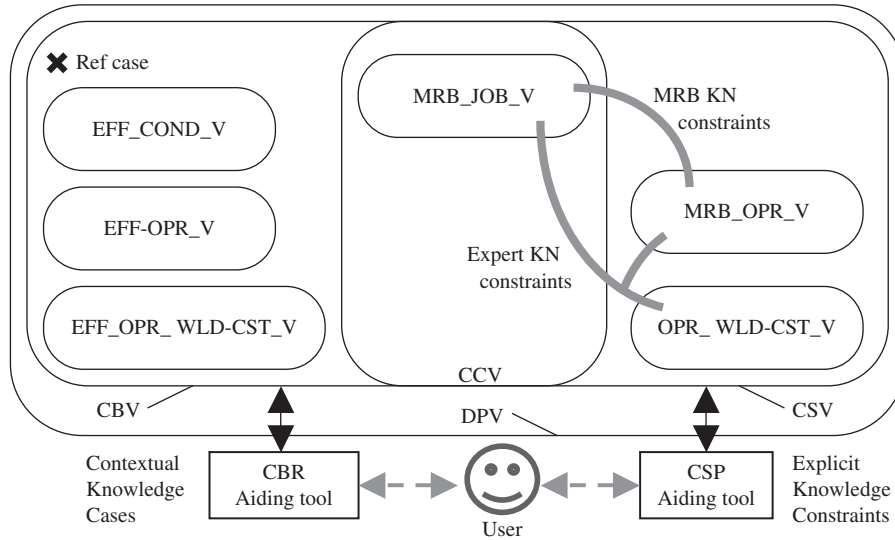 Ref case
MRB_JOB_V
MRB KN
constraints
EFF_COND_V
EFF-OPR_V
MRB_OPR_V
Expert KN
constraints
EFF_OPR_ WLD-CST_V
OPR_ WLD-CST_V
CCV
CBV
DPV
CSV
Contextual
Knowledge
Cases
CBR
Aiding tool
User
CSP
Aiding tool
Explicit
Knowledge
Constraints